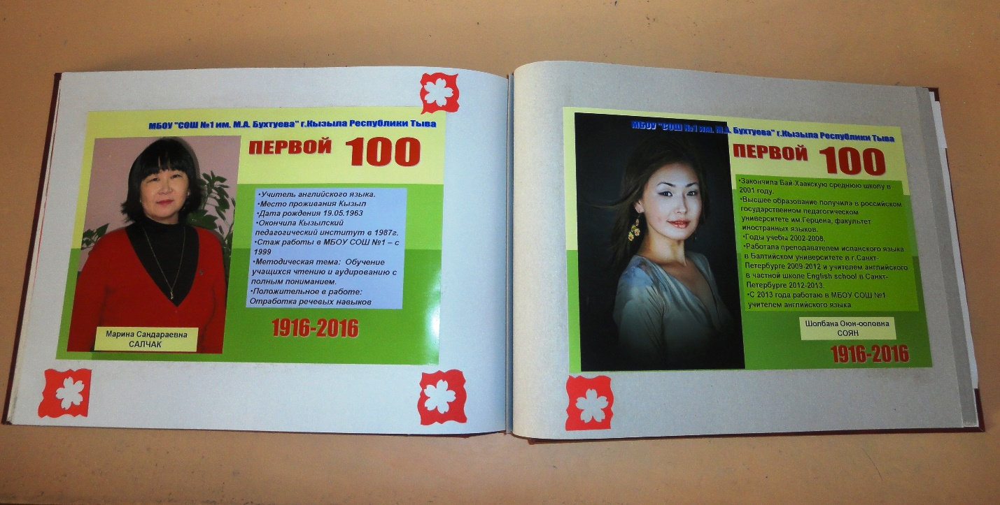 МБОУ "СОШ №1 им. М.А. Бухтуева" г.Кызыла Республики Тыва
ПЕРВОЙ 100
•Учитель английского языка.
•Место проживания Кызыл
•Дата рождения 19.05.1963
•Окончила Кызылский
педагогический институт в 1987г.
•Стаж работы в МБОУ СОШ №1 – с
1999
•Методическая тема: Обучение
учащихся чтению и аудированию с
полным пониманием.
•Положительное в работе:
Отработка речевых навыков
1916-2016
Марина Сандараевна
САЛЧАК
МБОУ "СОШ №1 им. М.А. Бухтуева" г.Кызыла Республики Тыва
ПЕРВОЙ 100
•Закончила Бай-Хаакскую среднюю школу в
2001 году.
•Высшее образование получила в российском
государственном педагогическом
университете им.Герцена, факультет
иностранных языков.
•Годы учебы 2002-2008.
•Работала преподавателем испанского языка
в Балтийском университете в г.Санкт-
Петербурге 2009-2012 и учителем английского
в частной школе English school в Санкт-
Петербурге 2012-2013.
•С 2013 года работаю в МБОУ СОШ №1
учителем английского языка.
Шолбана Оюн-ооловна
СОЯН
1916-2016